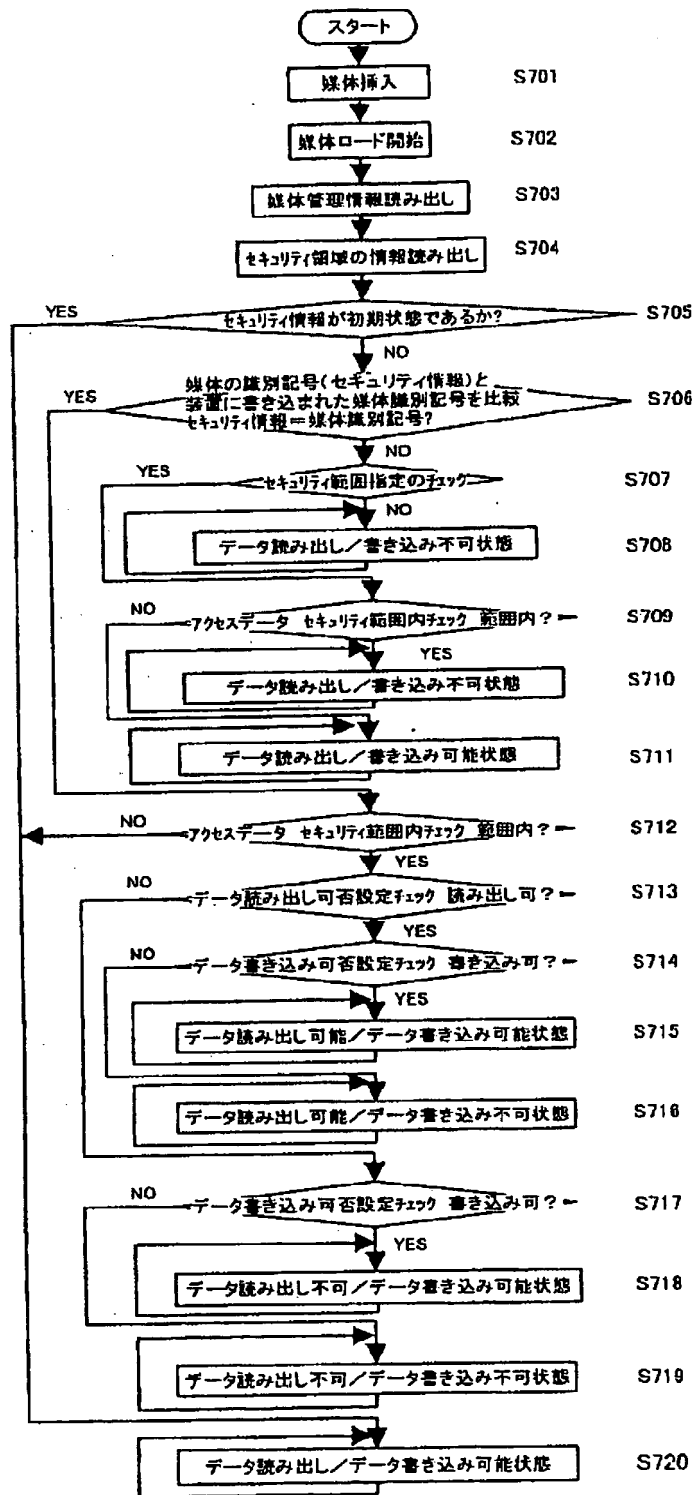 スタート
媒体挿入 S701
媒体ロード開始 S702
媒体管理情報読み出し S703
セキュリティ領域の情報読み出し S704
YES セキュリティ情報が初期状態であるか? S705
NO
YES 媒体の識別記号(セキュリティ情報)と
装置に書き込まれた媒体識別記号を比較 S706
セキュリティ情報=媒体識別記号?
NO
YES セキュリティ範囲指定のチェック S707
NO
データ読み出し/書き込み不可状態 S708
NO アクセスデータ セキュリティ範囲内チェック 範囲内? S709
YES
データ読み出し/書き込み不可状態 S710
データ読み出し/書き込み可能状態 S711
NO アクセスデータ セキュリティ範囲内チェック 範囲内? S712
YES
NO データ読み出し可否設定チェック 読み出し可? S713
YES
NO データ書き込み可否設定チェック 書き込み可? S714
YES
データ読み出し可能/データ書き込み可能状態 S715
データ読み出し可能/データ書き込み不可状態 S716
NO データ書き込み可否設定チェック 書き込み可? S717
YES
データ読み出し不可/データ書き込み可能状態 S718
データ読み出し不可/データ書き込み不可状態 S719
データ読み出し/データ書き込み可能状態 S720